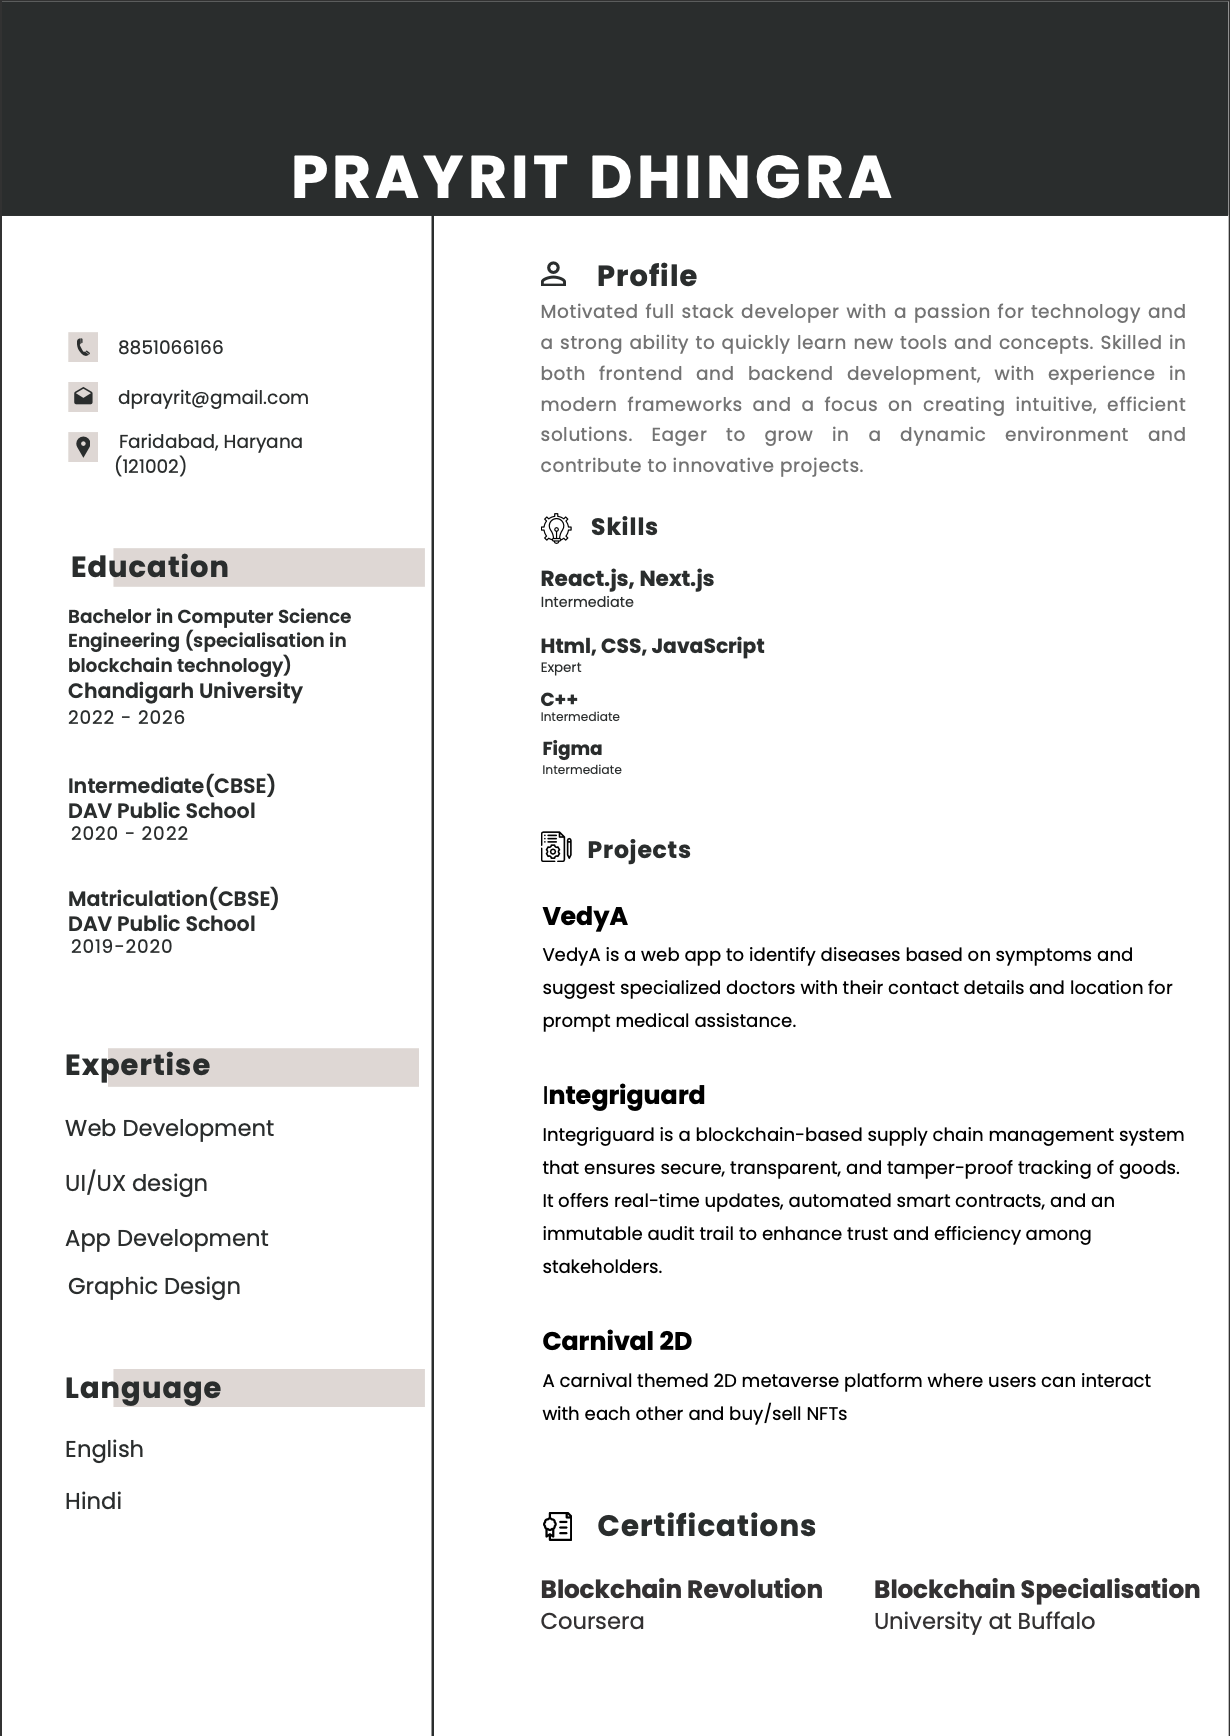 PRAYRIT DHINGRA
8851066166
dprayrit@gmail.com
Faridabad, Haryana
(121002)
Education
Bachelor in Computer Science
Engineering (specialisation in
blockchain technology)
Chandigarh University
2022 - 2026
Intermediate(CBSE)
DAV Public School
2020 - 2022
Matriculation(CBSE)
DAV Public School
2019-2020
Expertise
Web Development
UI/UX design
App Development
Graphic Design
Language
English
Hindi
Profile
Motivated full stack developer with a passion for technology and
a strong ability to quickly learn new tools and concepts. Skilled in
both frontend and backend development, with experience in
modern frameworks and a focus on creating intuitive, efficient
solutions. Eager to grow in a dynamic environment and
contribute to innovative projects.
Skills
React.js, Next.js
Intermediate
Html, CSS, JavaScript
Expert
C++
Intermediate
Figma
Intermediate
Projects
VedyA
VedyA is a web app to identify diseases based on symptoms and
suggest specialized doctors with their contact details and location for
prompt medical assistance.
Integriguard
Integriguard is a blockchain-based supply chain management system
that ensures secure, transparent, and tamper-proof tracking of goods.
It offers real-time updates, automated smart contracts, and an
immutable audit trail to enhance trust and efficiency among
stakeholders.
Carnival 2D
A carnival themed 2D metaverse platform where users can interact
with each other and buy/sell NFTs
Certifications
Blockchain Revolution
Coursera
Blockchain Specialisation
University at Buffalo